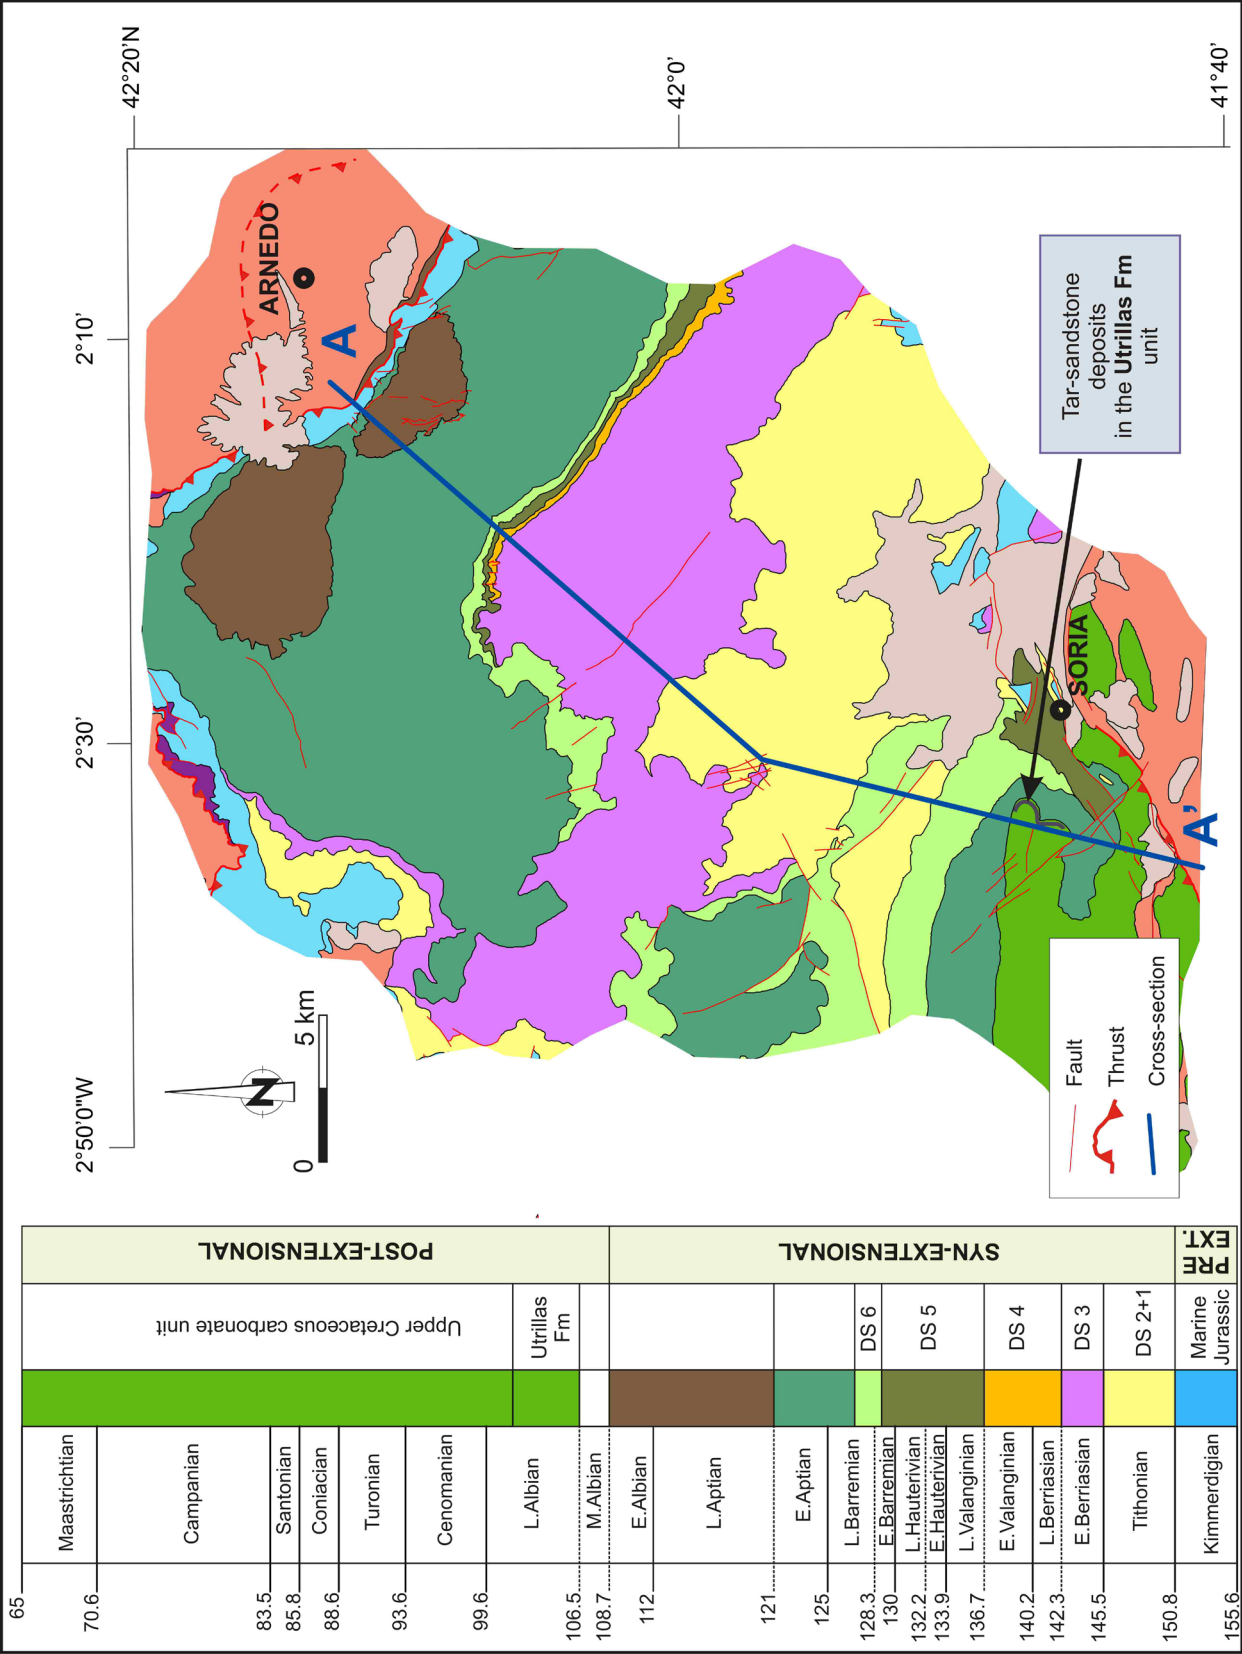 42°20'N
42°0'
41°40'
2°10'
2°30'
2°50'0"W
ARNEDO
A
SORIA
A'
Tar-sandstone
deposits
in the Utrillas Fm
unit
N
0
5 km
Fault
Thrust
Cross-section
POST-EXTENSIONAL
SYN-EXTENSIONAL
PRE
EXT.
Upper Cretaceous carbonate unit
Utrillas
Fm
DS 6
DS 5
DS 4
DS 3
DS 2+1
Marine
Jurassic
Maastrichtian
Campanian
Santonian
Coniacian
Turonian
Cenomanian
L.Albian
M.Albian
E.Albian
L.Aptian
E.Aptian
L.Barremian
E.Barremian
L.Hauterivian
E.Hauterivian
L.Valanginian
E.Valanginian
L.Berriasian
E.Berriasian
Tithonian
Kimmerdigian
65
70.6
83.5
85.8
88.6
93.6
99.6
106.5
108.7
112
121
125
128.3
130
132.2
133.9
136.7
140.2
142.3
145.5
150.8
155.6